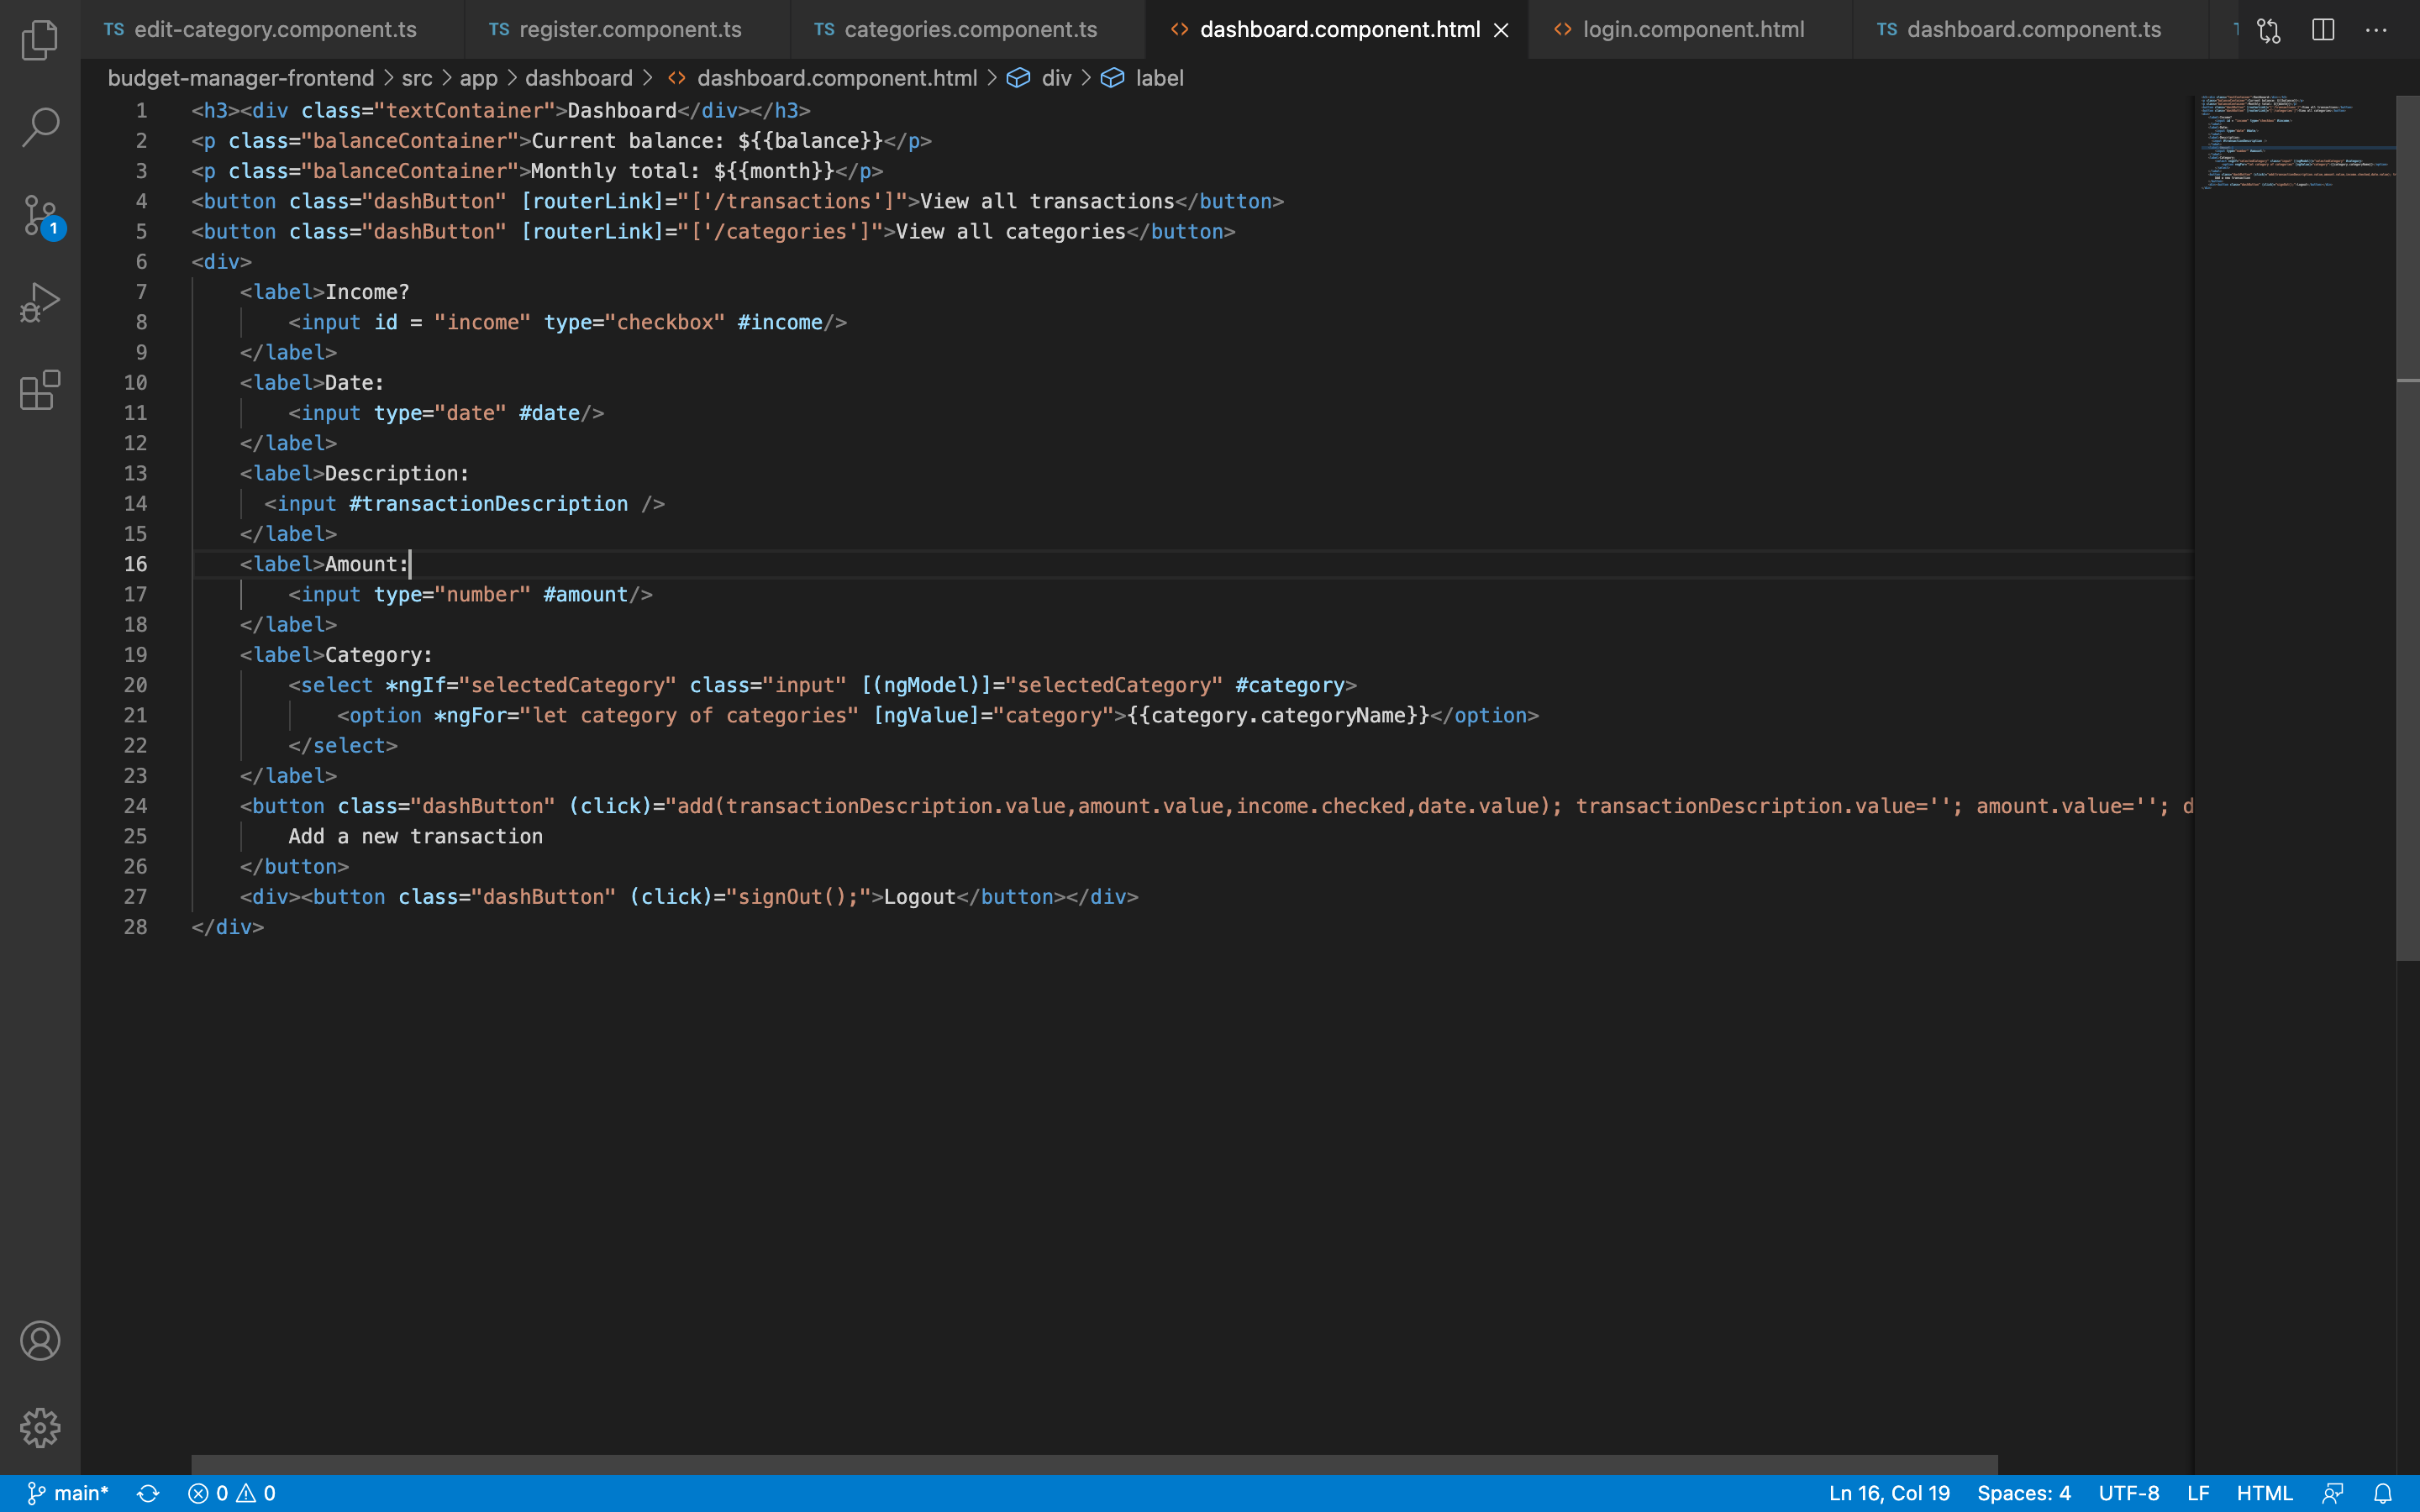 TS edit-category.component.ts TS register.component.ts TS categories.component.ts <> dashboard.component.html <> login.component.html TS dashboard.component.ts
budget-manager-frontend > src > app > dashboard > <> dashboard.component.html > div > label
1 <h3><div class="textContainer">Dashboard</div></h3>
2 <p class="balanceContainer">Current balance: ${{balance}}</p>
3 <p class="balanceContainer">Monthly total: ${{month}}</p>
4 <button class="dashButton" [routerLink]="['/transactions']">View all transactions</button>
5 <button class="dashButton" [routerLink]="['/categories']">View all categories</button>
6 <div>
7 <label>Income?
8 <input id = "income" type="checkbox" #income/>
9 </label>
10 <label>Date:
11 <input type="date" #date/>
12 </label>
13 <label>Description:
14 <input #transactionDescription />
15 </label>
16 <label>Amount:
17 <input type="number" #amount/>
18 </label>
19 <label>Category:
20 <select *ngIf="selectedCategory" class="input" [(ngModel)]="selectedCategory" #category>
21 <option *ngFor="let category of categories" [ngValue]="category">{{category.categoryName}}</option>
22 </select>
23 </label>
24 <button class="dashButton" (click)="add(transactionDescription.value,amount.value,income.checked,date.value); transactionDescription.value=''; amount.value=''; d
25 Add a new transaction
26 </button>
27 <div><button class="dashButton" (click)="signOut();">Logout</button></div>
28 </div>
1
main* 0 0 Ln 16, Col 19 Spaces: 4 UTF-8 LF HTML